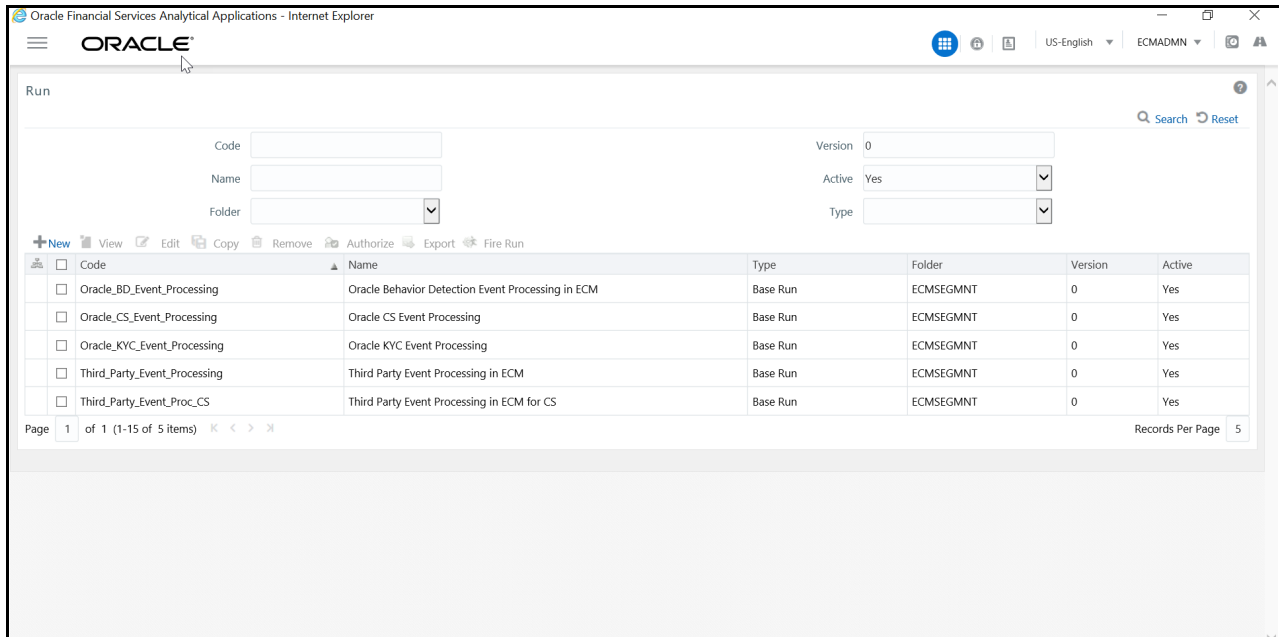 Oracle Financial Services Analytical Applications - Internet Explorer
ORACLE US-English ECMADMN
Run
Search Reset
Code Version 0
Name Active Yes
Folder Type
New View Edit Copy Remove Authorize Export Fire Run
Code Name Type Folder Version Active
Oracle_BD_Event_Processing Oracle Behavior Detection Event Processing in ECM Base Run ECMSEGMNT 0 Yes
Oracle_CS_Event_Processing Oracle CS Event Processing Base Run ECMSEGMNT 0 Yes
Oracle_KYC_Event_Processing Oracle KYC Event Processing Base Run ECMSEGMNT 0 Yes
Third_Party_Event_Processing Third Party Event Processing in ECM Base Run ECMSEGMNT 0 Yes
Third_Party_Event_Proc_CS Third Party Event Processing in ECM for CS Base Run ECMSEGMNT 0 Yes
Page 1 of 1 (1-15 of 5 items) Records Per Page 5